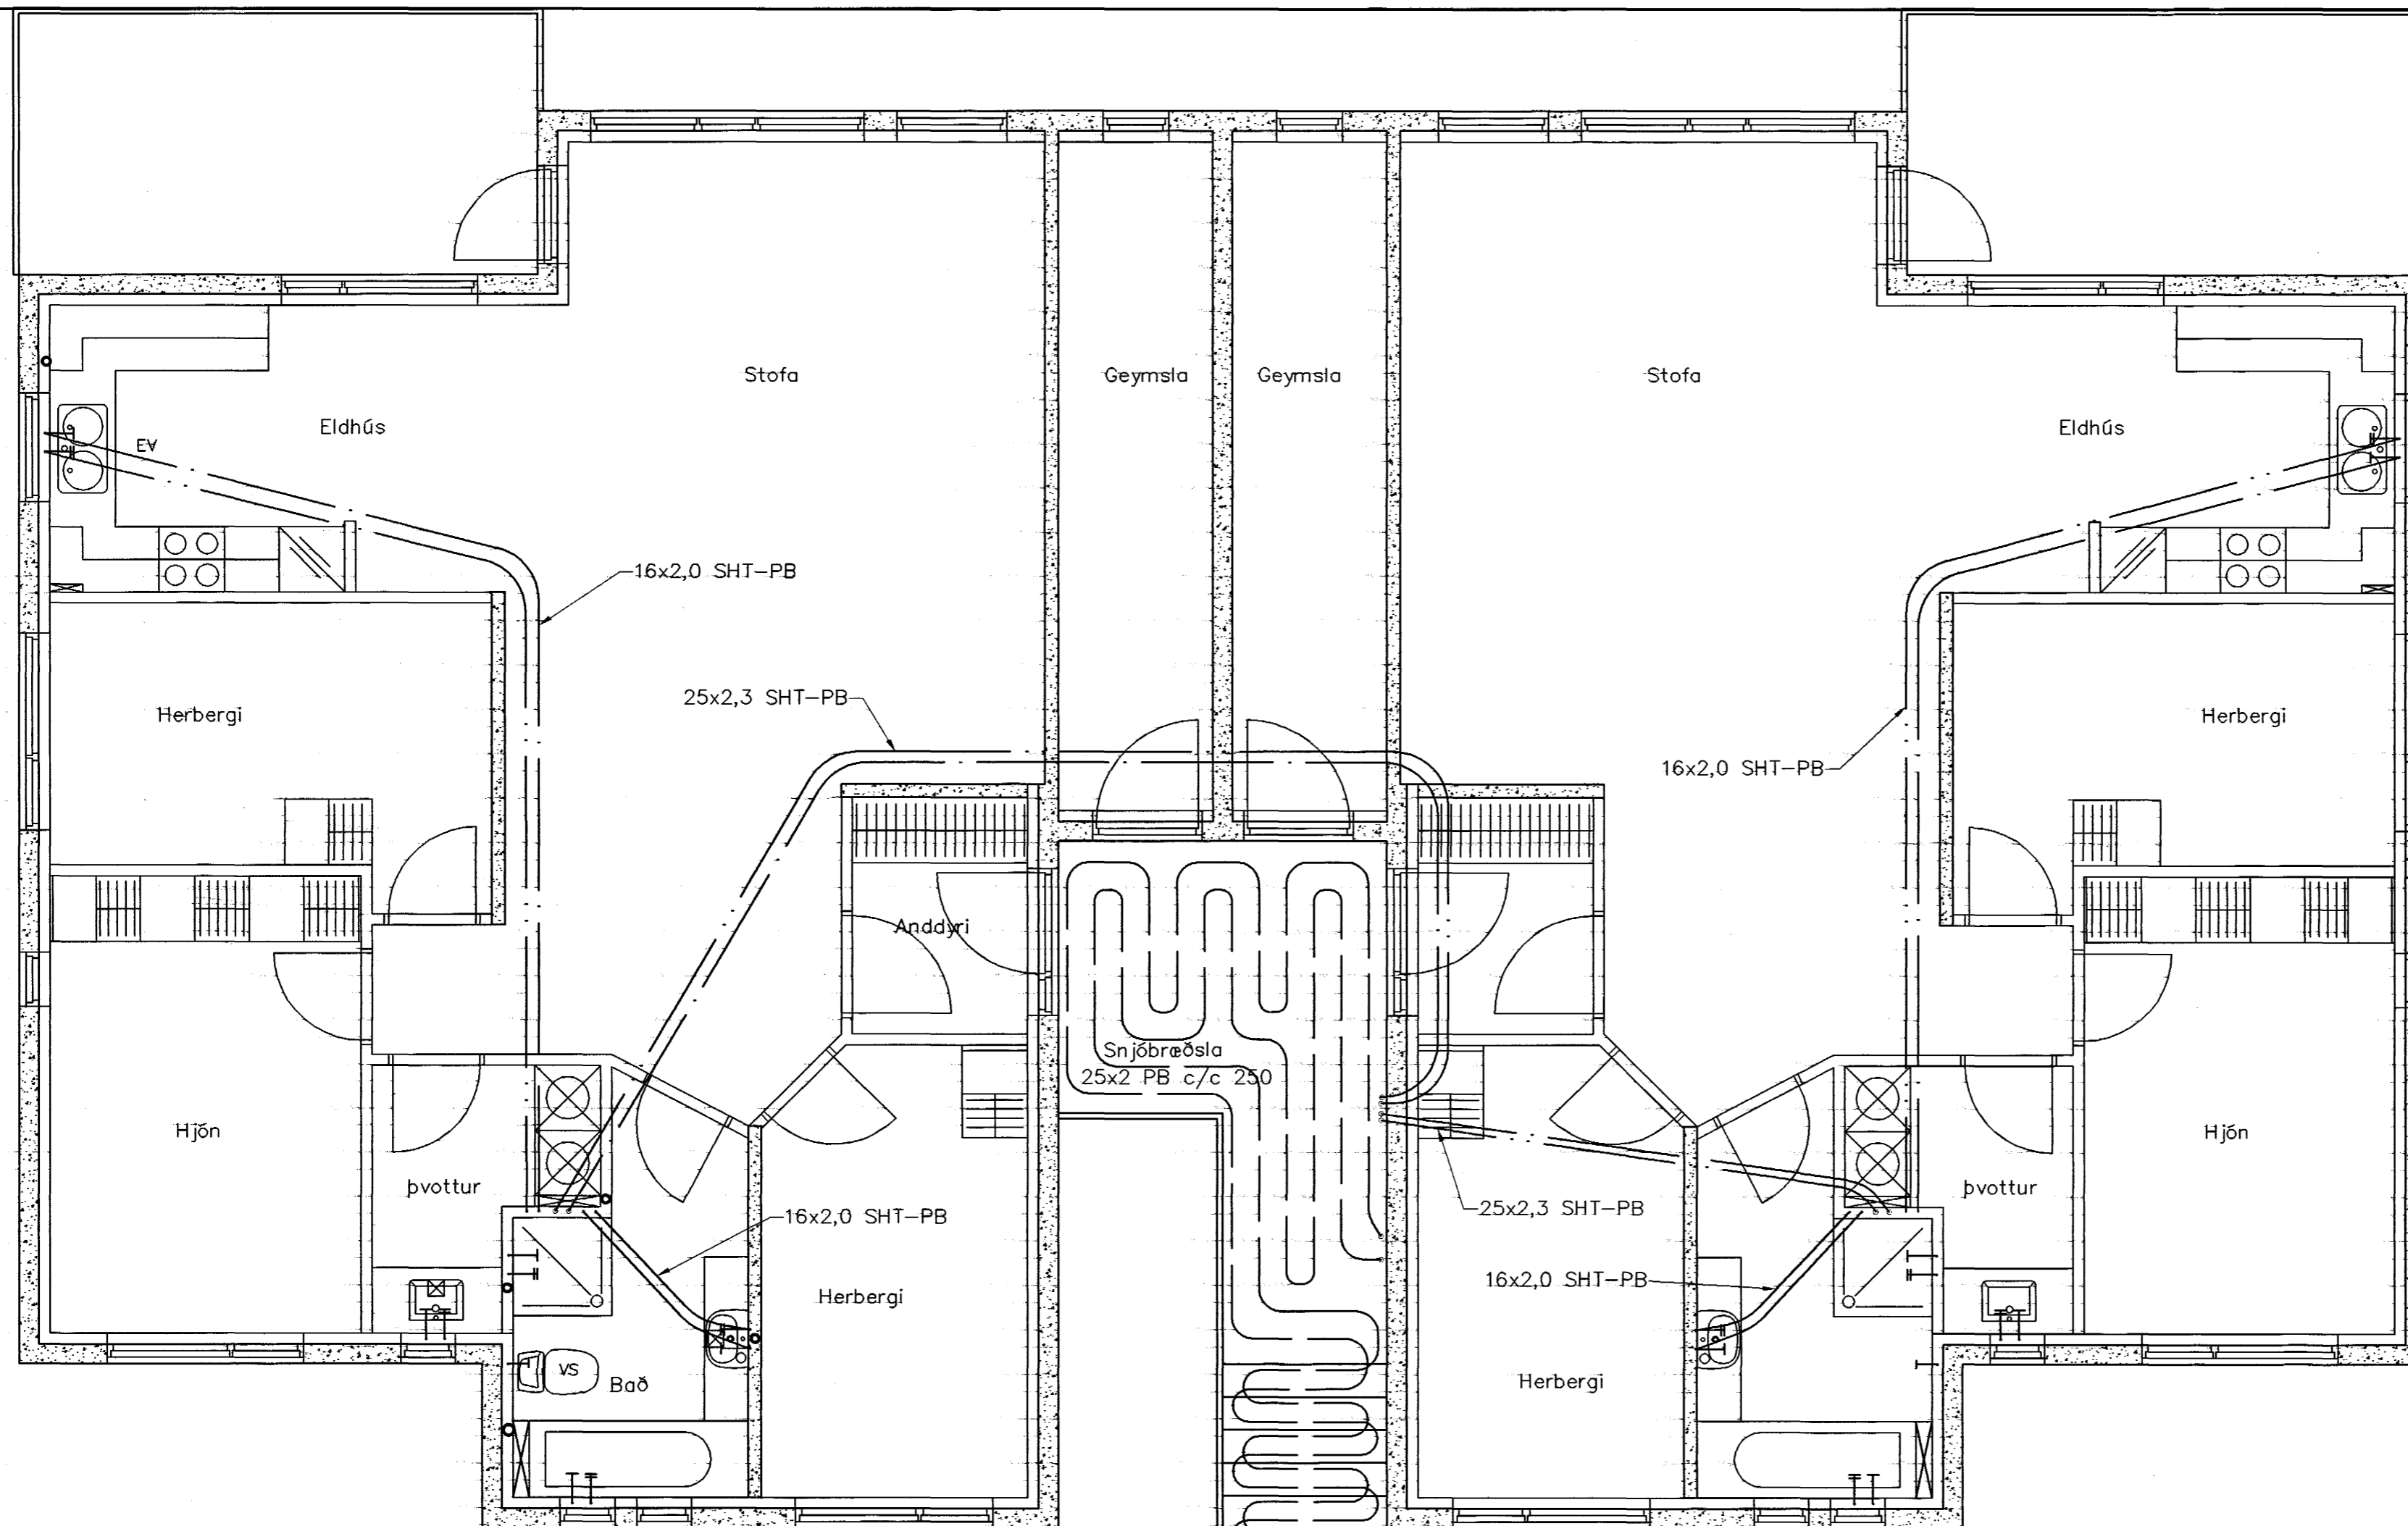 Stofa
Geymsla
Geymsla
Stofa
Eldhús
EV
Eldhús
16x2,0 SHT-PB
25x2,3 SHT-PB
Herbergi
Herbergi
16x2,0 SHT-PB
Anddyri
Snjóbræðsla
25x2 PB c/c 250
Hjón
Hjón
þvottur
þvottur
16x2,0 SHT-PB
25x2,3 SHT-PB
16x2,0 SHT-PB
Herbergi
VS
Bað
Herbergi